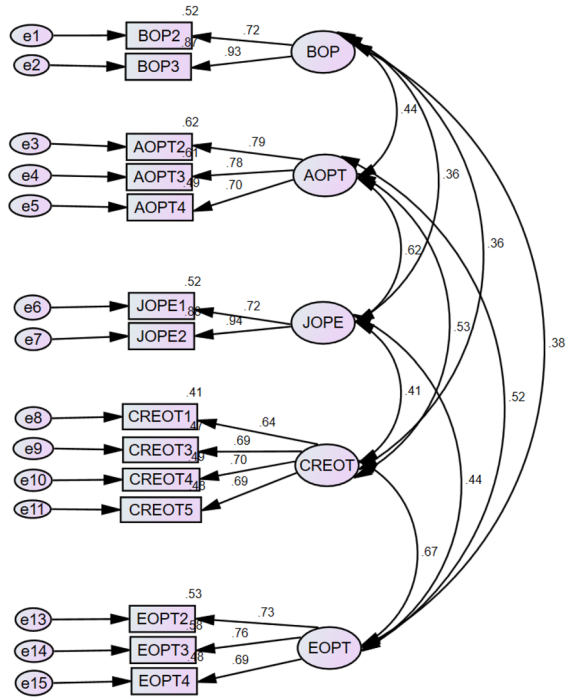 .52
e1 BOP2 .72
.87 BOP
e2 BOP3 .93
.44
.62
e3 AOPT2 .79
.61
e4 AOPT3 .78 AOPT .36
.49
e5 AOPT4 .70
.36
.62
.52
e6 JOPE1 .72
.88 JOPE .53
e7 JOPE2 .94
.38
.41 .52
e8 CREOT1 .64 .41
.47
e9 CREOT3 .69
.49 CREOT
e10 CREOT4 .70
.48 .69 .44
e11 CREOT5
.67
.53
e13 EOPT2 .73
.58
e14 EOPT3 .76 EOPT
.48
e15 EOPT4 .69